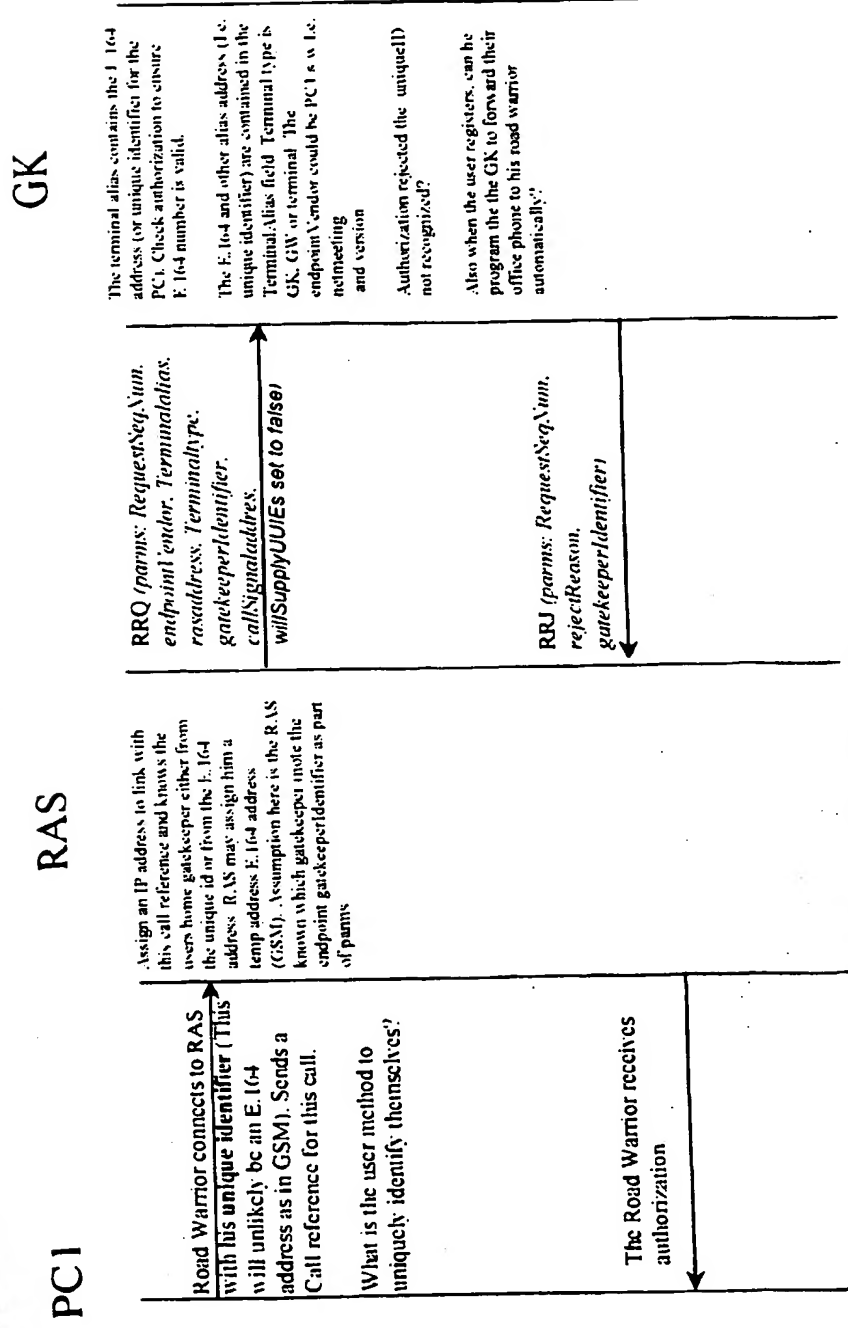 PC1
RAS
GK
Road Warrior connects to RAS
with his unique identifier (This
will unlikely be an E.164
address as in GSM). Sends a
Call reference for this call.
What is the user method to
uniquely identify themselves?
The Road Warrior receives
authorization
Assign an IP address to link with
this call reference and knows the
users home gatekeeper either from
the unique id or from the E.164
address. RAS may assign him a
temp address E.164 address
(GSM). Assumption here is the RAS
known which gatekeeper (note the
endpoint gatekeeperIdentifier as part
of parms
RRQ (parms: RequestSeqNum.
endpointVendor. Terminalalias.
rasaddress. Terminaltype.
gatekeeperIdentifier.
callSignaladdres.
willSupplyUUIEs set to false)
RRJ (parms: RequestSeqNum.
rejectReason.
gatekeeperIdentifier)
The terminal alias contains the E.164
address (or unique identifier for the
PC). Check authorization to ensure
E.164 number is valid.
The E.164 and other alias address (I.e.
unique identifier) are contained in the
TerminalAlias field. Terminal type is
GK. GW or terminal. The
endpointVendor could be PC1 s/w I.e.
netmeeting
and version
Authorization rejected the uniqueID
not recognized?
Also when the user registers, can he
program the the GK to forward their
office phone to his road warrior
automatically?